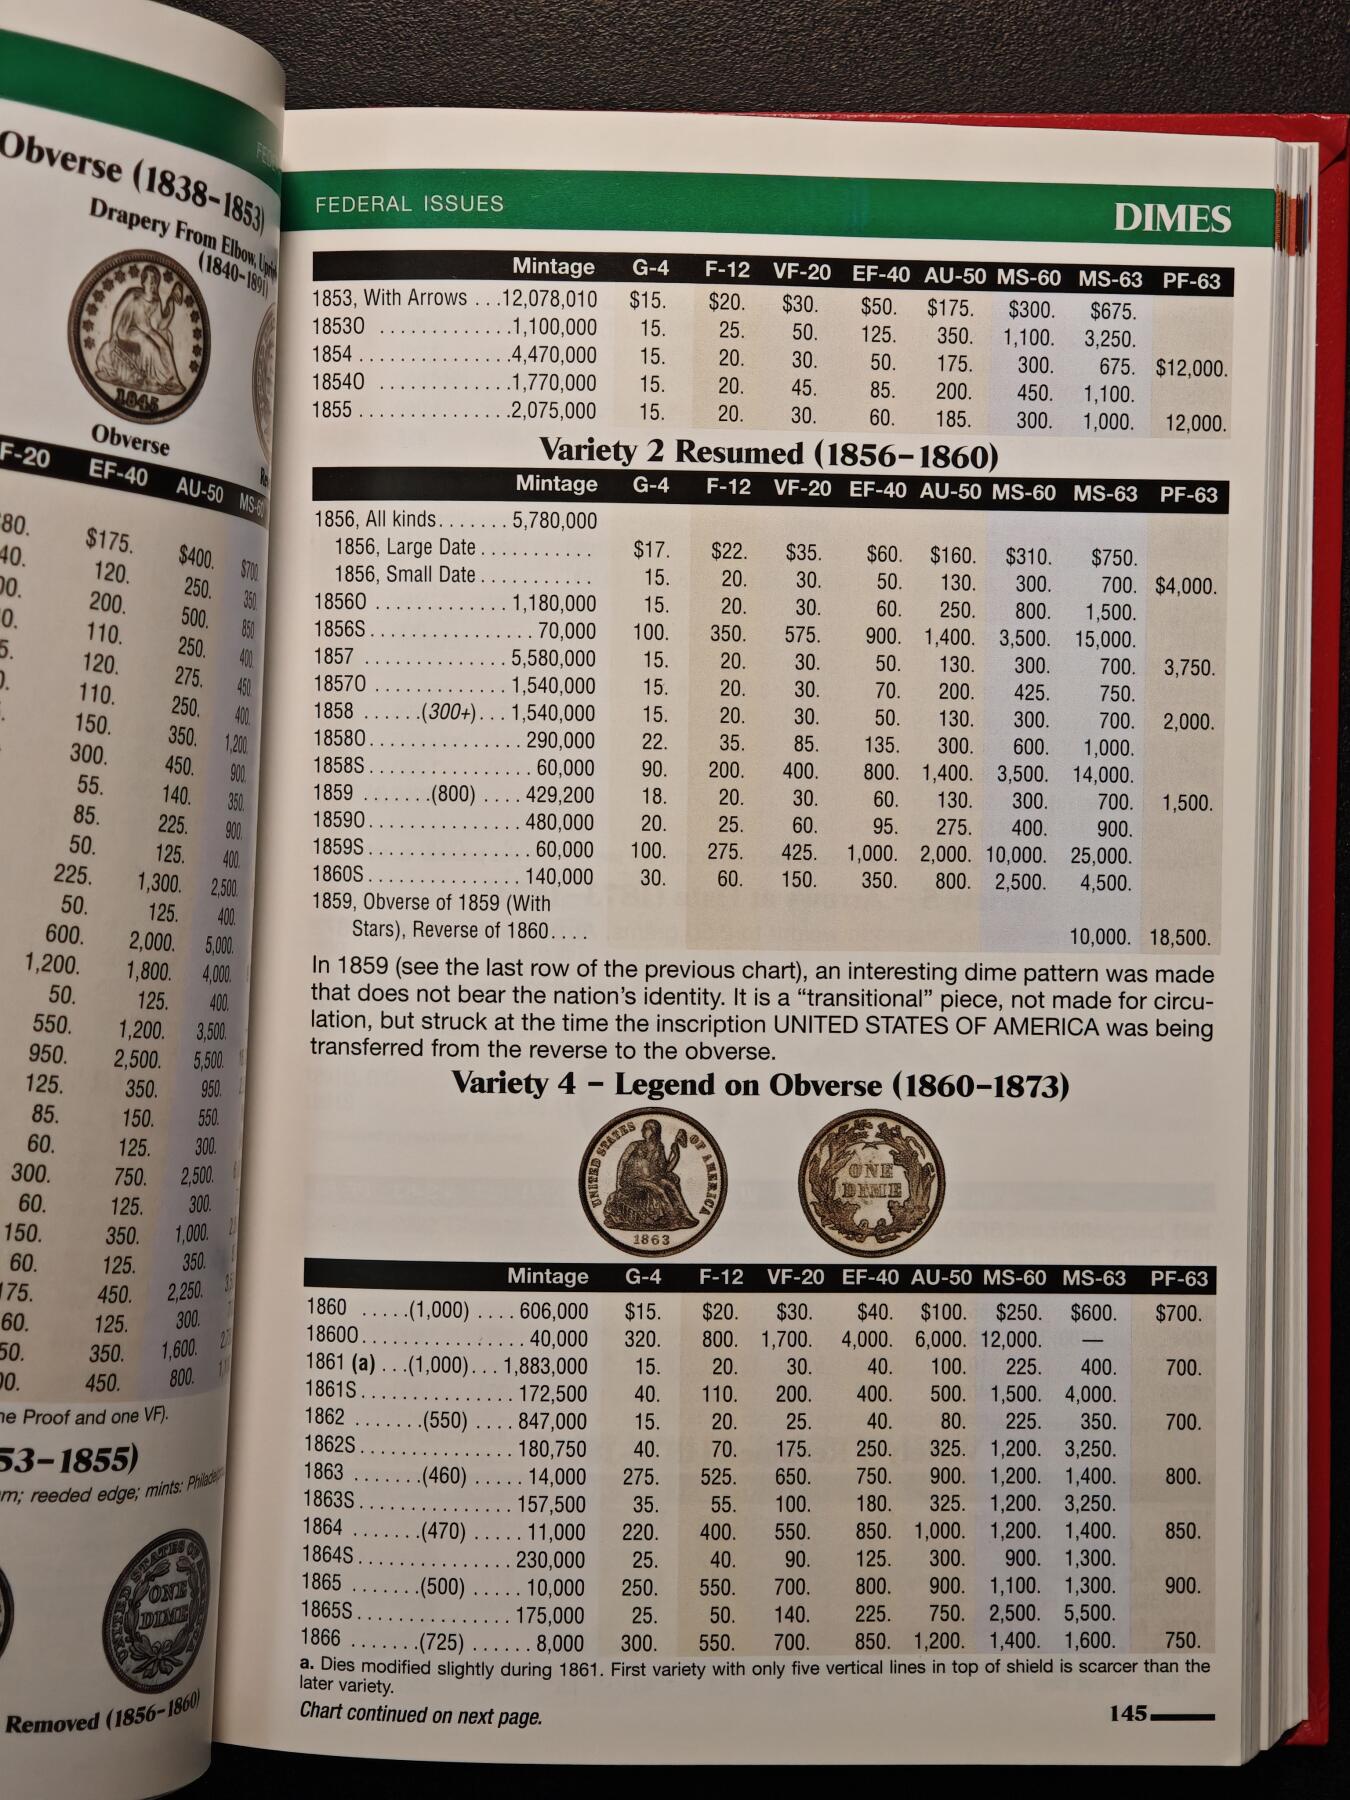 Obverse (1838–1853)
Drapery From Elbow,
(1840–1891)
1845
Obverse
F-20 EF-40 AU-50 MS-60
80. $175. $400. $700.
40. 120. 250. 350.
00. 200. 500. 850
0. 110. 250. 400.
5. 120. 275. 450.
110. 250. 400.
150. 350. 1,200.
300. 450. 900.
55. 140. 350.
85. 225. 900.
50. 125. 400.
225. 1,300. 2,500.
50. 125. 400.
600. 2,000. 5,000.
1,200. 1,800. 4,000.
50. 125. 400.
550. 1,200. 3,500.
950. 2,500. 5,500.
125. 350. 950.
85. 150. 550.
60. 125. 300.
300. 750. 2,500.
60. 125. 300.
150. 350. 1,000.
60. 125. 350.
175. 450. 2,250.
60. 125. 300.
50. 350. 1,600.
00. 450. 800.
ne Proof and one VF).
53–1855)
m; reeded edge; mints: Philadelp
UNITED STATES OF
ONE
DIME
Removed (1856–1860)
FEDERAL ISSUES
DIMES
Mintage G-4 F-12 VF-20 EF-40 AU-50 MS-60 MS-63 PF-63
1853, With Arrows . . .12,078,010 $15. $20. $30. $50. $175. $300. $675.
1853O . . . . . . . . . . . . .1,100,000 15. 25. 50. 125. 350. 1,100. 3,250.
1854 . . . . . . . . . . . . . . .4,470,000 15. 20. 30. 50. 175. 300. 675. $12,000.
1854O . . . . . . . . . . . . .1,770,000 15. 20. 45. 85. 200. 450. 1,100.
1855 . . . . . . . . . . . . . . .2,075,000 15. 20. 30. 60. 185. 300. 1,000. 12,000.
Variety 2 Resumed (1856–1860)
Mintage G-4 F-12 VF-20 EF-40 AU-50 MS-60 MS-63 PF-63
1856, All kinds . . . . . . . 5,780,000
1856, Large Date . . . . . . . . . . . $17. $22. $35. $60. $160. $310. $750.
1856, Small Date . . . . . . . . . . . 15. 20. 30. 50. 130. 300. 700. $4,000.
1856O . . . . . . . . . . . . . 1,180,000 15. 20. 30. 60. 250. 800. 1,500.
1856S . . . . . . . . . . . . . . . . 70,000 100. 350. 575. 900. 1,400. 3,500. 15,000.
1857 . . . . . . . . . . . . . . 5,580,000 15. 20. 30. 50. 130. 300. 700. 3,750.
1857O . . . . . . . . . . . . . 1,540,000 15. 20. 30. 70. 200. 425. 750.
1858 . . . . . .(300+). . . 1,540,000 15. 20. 30. 50. 130. 300. 700. 2,000.
1858O. . . . . . . . . . . . . . . 290,000 22. 35. 85. 135. 300. 600. 1,000.
1858S. . . . . . . . . . . . . . . . 60,000 90. 200. 400. 800. 1,400. 3,500. 14,000.
1859 . . . . . . .(800) . . . . 429,200 18. 20. 30. 60. 130. 300. 700. 1,500.
1859O. . . . . . . . . . . . . . . 480,000 20. 25. 60. 95. 275. 400. 900.
1859S. . . . . . . . . . . . . . . . 60,000 100. 275. 425. 1,000. 2,000. 10,000. 25,000.
1860S. . . . . . . . . . . . . . . 140,000 30. 60. 150. 350. 800. 2,500. 4,500.
1859, Obverse of 1859 (With
Stars), Reverse of 1860. . . . 10,000. 18,500.
In 1859 (see the last row of the previous chart), an interesting dime pattern was made
that does not bear the nation's identity. It is a “transitional” piece, not made for circu-
lation, but struck at the time the inscription UNITED STATES OF AMERICA was being
transferred from the reverse to the obverse.
Variety 4 – Legend on Obverse (1860–1873)
UNITED STATES OF AMERICA
1863
ONE
DIME
Mintage G-4 F-12 VF-20 EF-40 AU-50 MS-60 MS-63 PF-63
1860 . . . . .(1,000) . . . . 606,000 $15. $20. $30. $40. $100. $250. $600. $700.
1860O. . . . . . . . . . . . . . . . 40,000 320. 800. 1,700. 4,000. 6,000. 12,000. —
1861 (a) . . .(1,000). . . 1,883,000 15. 20. 30. 40. 100. 225. 400. 700.
1861S . . . . . . . . . . . . . . . 172,500 40. 110. 200. 400. 500. 1,500. 4,000.
1862 . . . . . . .(550) . . . . 847,000 15. 20. 25. 40. 80. 225. 350. 700.
1862S. . . . . . . . . . . . . . . 180,750 40. 70. 175. 250. 325. 1,200. 3,250.
1863 . . . . . . .(460) . . . . . 14,000 275. 525. 650. 750. 900. 1,200. 1,400. 800.
1863S. . . . . . . . . . . . . . . 157,500 35. 55. 100. 180. 325. 1,200. 3,250.
1864 . . . . . . .(470) . . . . . 11,000 220. 400. 550. 850. 1,000. 1,200. 1,400. 850.
1864S. . . . . . . . . . . . . . . 230,000 25. 40. 90. 125. 300. 900. 1,300.
1865 . . . . . . .(500) . . . . . 10,000 250. 550. 700. 800. 900. 1,100. 1,300. 900.
1865S. . . . . . . . . . . . . . . 175,000 25. 50. 140. 225. 750. 2,500. 5,500.
1866 . . . . . . .(725) . . . . . . 8,000 300. 550. 700. 850. 1,200. 1,400. 1,600. 750.
a. Dies modified slightly during 1861. First variety with only five vertical lines in top of shield is scarcer than the
later variety.
Chart continued on next page.
145